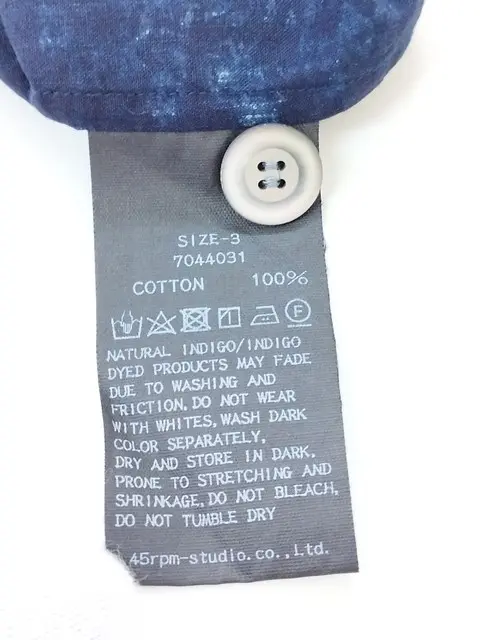 SIZE-3
7044031
COTTON 100%
F
NATURAL INDIGO/INDIGO
DYED PRODUCTS MAY FADE
DUE TO WASHING AND
FRICTION, DO NOT WEAR
WITH WHITES, WASH DARK
COLOR SEPARATELY,
DRY AND STORE IN DARK.
PRONE TO STRETCHING AND
SHRINKAGE, DO NOT BLEACH,
DO NOT TUMBLE DRY
45rpm-studio.co.,Ltd.